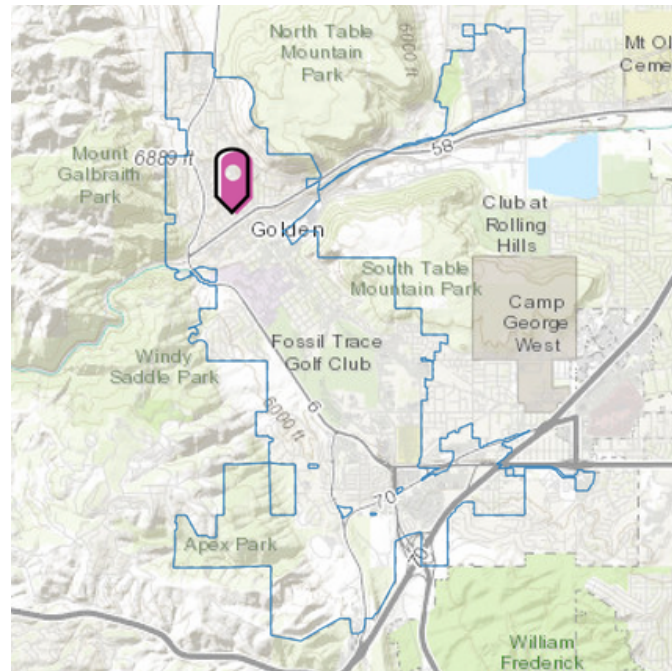 North Table
Mountain
Park
6000 ft
Mt Ol
Ceme
58
Mount
Galbraith
Park
6889 ft
Golden
Club at
Rolling
Hills
South Table
Mountain Park
Camp
George
West
Fossil Trace
Golf Club
Windy
Saddle Park
6
6000 ft
70
Apex Park
70
William
Frederick